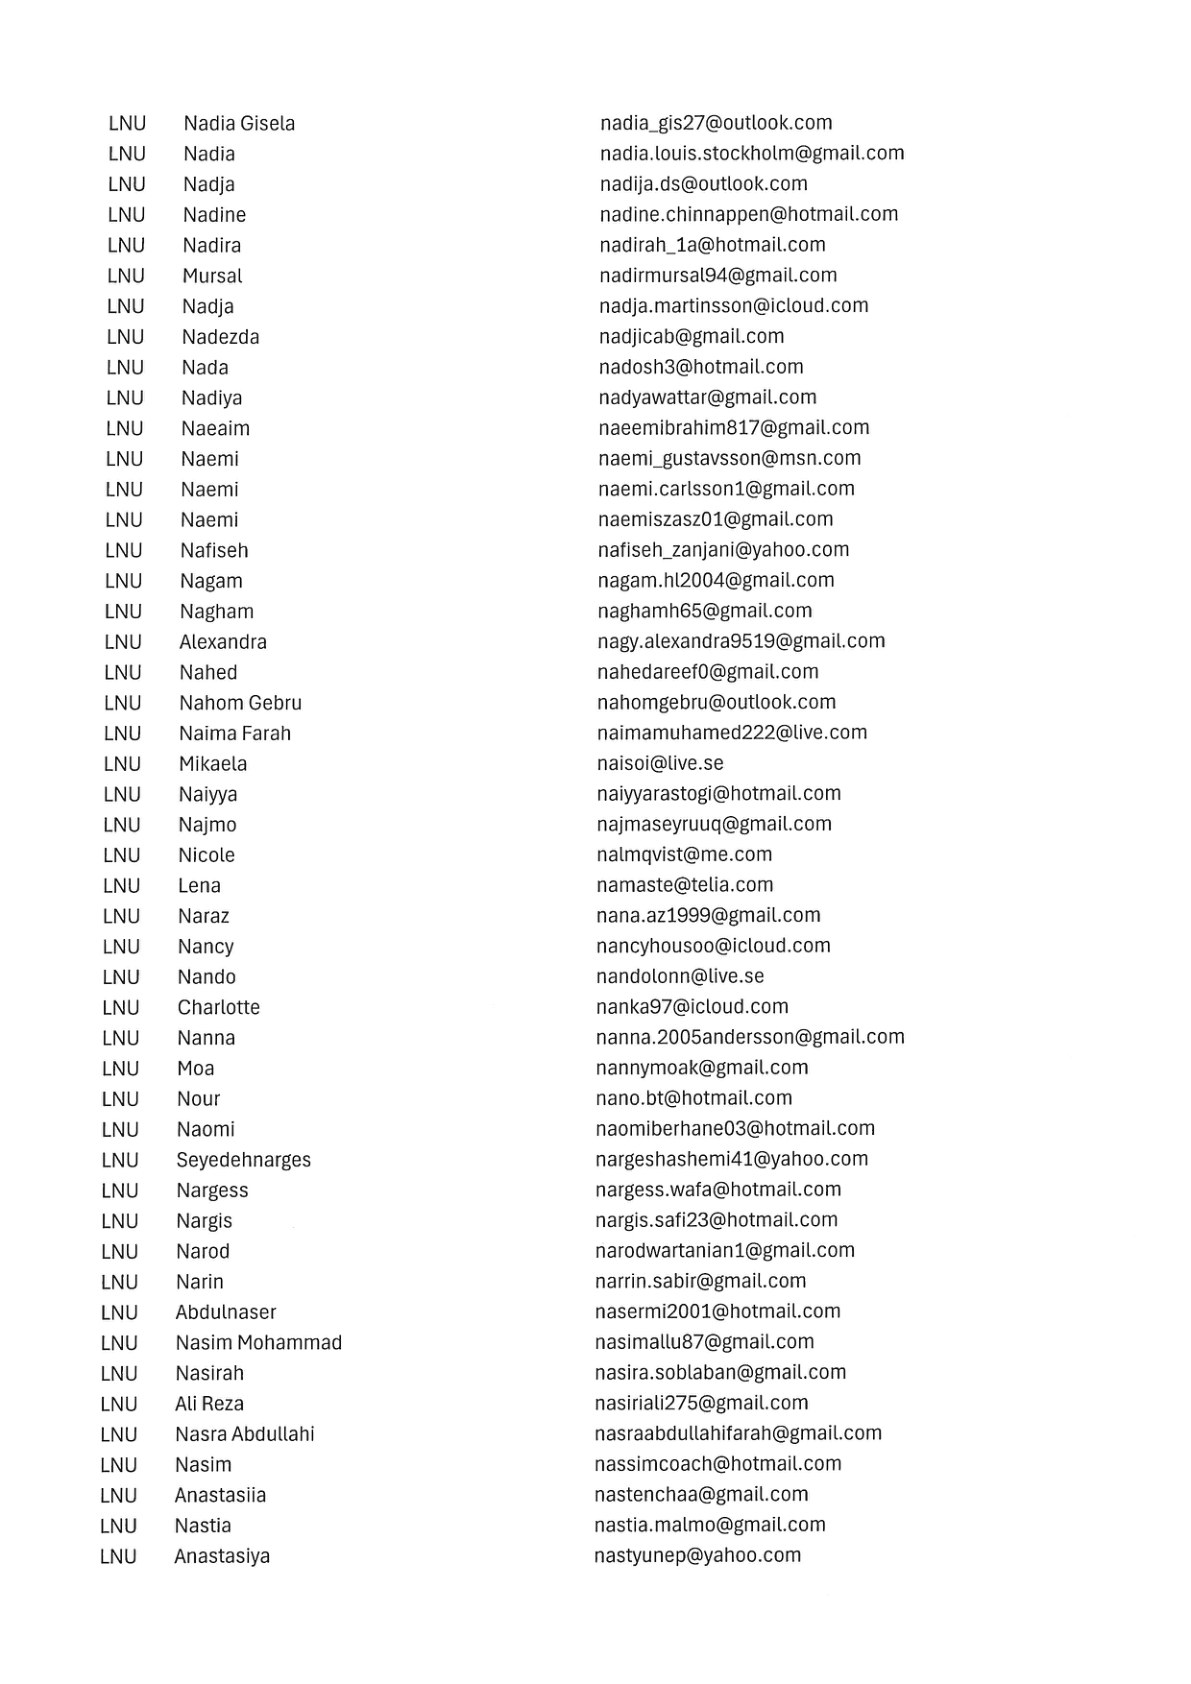 LNU Nadia Gisela nadia_gis27@outlook.com
LNU Nadia nadia.louis.stockholm@gmail.com
LNU Nadja nadija.ds@outlook.com
LNU Nadine nadine.chinnappen@hotmail.com
LNU Nadira nadirah_1a@hotmail.com
LNU Mursal nadirmursal94@gmail.com
LNU Nadja nadja.martinsson@icloud.com
LNU Nadezda nadjicab@gmail.com
LNU Nada nadosh3@hotmail.com
LNU Nadiya nadyawattar@gmail.com
LNU Naeaim naeemibrahim817@gmail.com
LNU Naemi naemi_gustavsson@msn.com
LNU Naemi naemi.carlsson1@gmail.com
LNU Naemi naemiszasz01@gmail.com
LNU Nafiseh nafiseh_zanjani@yahoo.com
LNU Nagam nagam.hl2004@gmail.com
LNU Nagham naghamh65@gmail.com
LNU Alexandra nagy.alexandra9519@gmail.com
LNU Nahed nahedareef0@gmail.com
LNU Nahom Gebru nahomgebru@outlook.com
LNU Naima Farah naimamuhamed222@live.com
LNU Mikaela naisoi@live.se
LNU Naiyya naiyyarastogi@hotmail.com
LNU Najmo najmaseyruuq@gmail.com
LNU Nicole nalmqvist@me.com
LNU Lena namaste@telia.com
LNU Naraz nana.az1999@gmail.com
LNU Nancy nancyhousoo@icloud.com
LNU Nando nandolonn@live.se
LNU Charlotte nanka97@icloud.com
LNU Nanna nanna.2005andersson@gmail.com
LNU Moa nannymoak@gmail.com
LNU Nour nano.bt@hotmail.com
LNU Naomi naomiberhane03@hotmail.com
LNU Seyedehnarges nargeshashemi41@yahoo.com
LNU Nargess nargess.wafa@hotmail.com
LNU Nargis nargis.safi23@hotmail.com
LNU Narod narodwartanian1@gmail.com
LNU Narin narrin.sabir@gmail.com
LNU Abdulnaser nasermi2001@hotmail.com
LNU Nasim Mohammad nasimallu87@gmail.com
LNU Nasirah nasira.soblaban@gmail.com
LNU Ali Reza nasiriali275@gmail.com
LNU Nasra Abdullahi nasraabdullahifarah@gmail.com
LNU Nasim nassimcoach@hotmail.com
LNU Anastasiia nastenchaa@gmail.com
LNU Nastia nastia.malmo@gmail.com
LNU Anastasiya nastyunep@yahoo.com